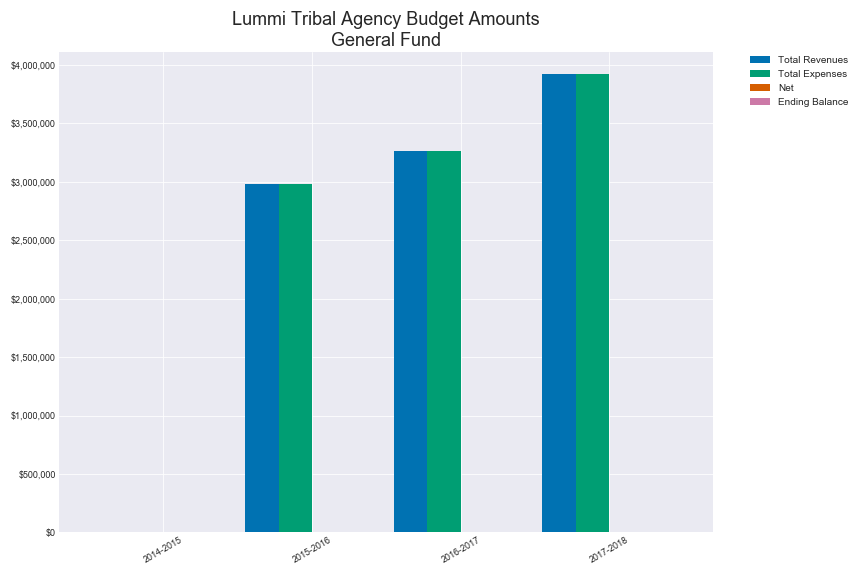 Lummi Tribal Agency Budget Amounts
General Fund
Total Revenues
Total Expenses
Net
Ending Balance
$4,000,000
$3,500,000
$3,000,000
$2,500,000
$2,000,000
$1,500,000
$1,000,000
$500,000
$0
2014-2015
2015-2016
2016-2017
2017-2018